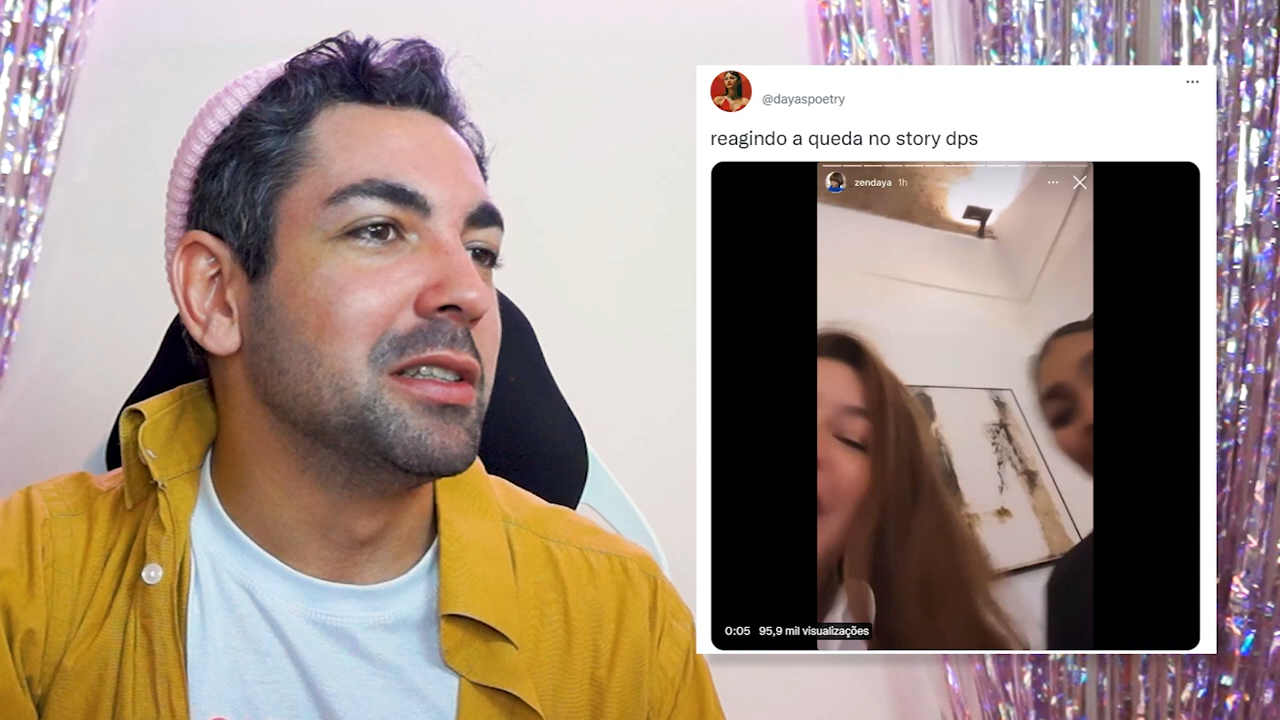 @dayaspoetry
reagindo a queda no story dps
zendaya 1h
0:05 95,9 mil visualizações